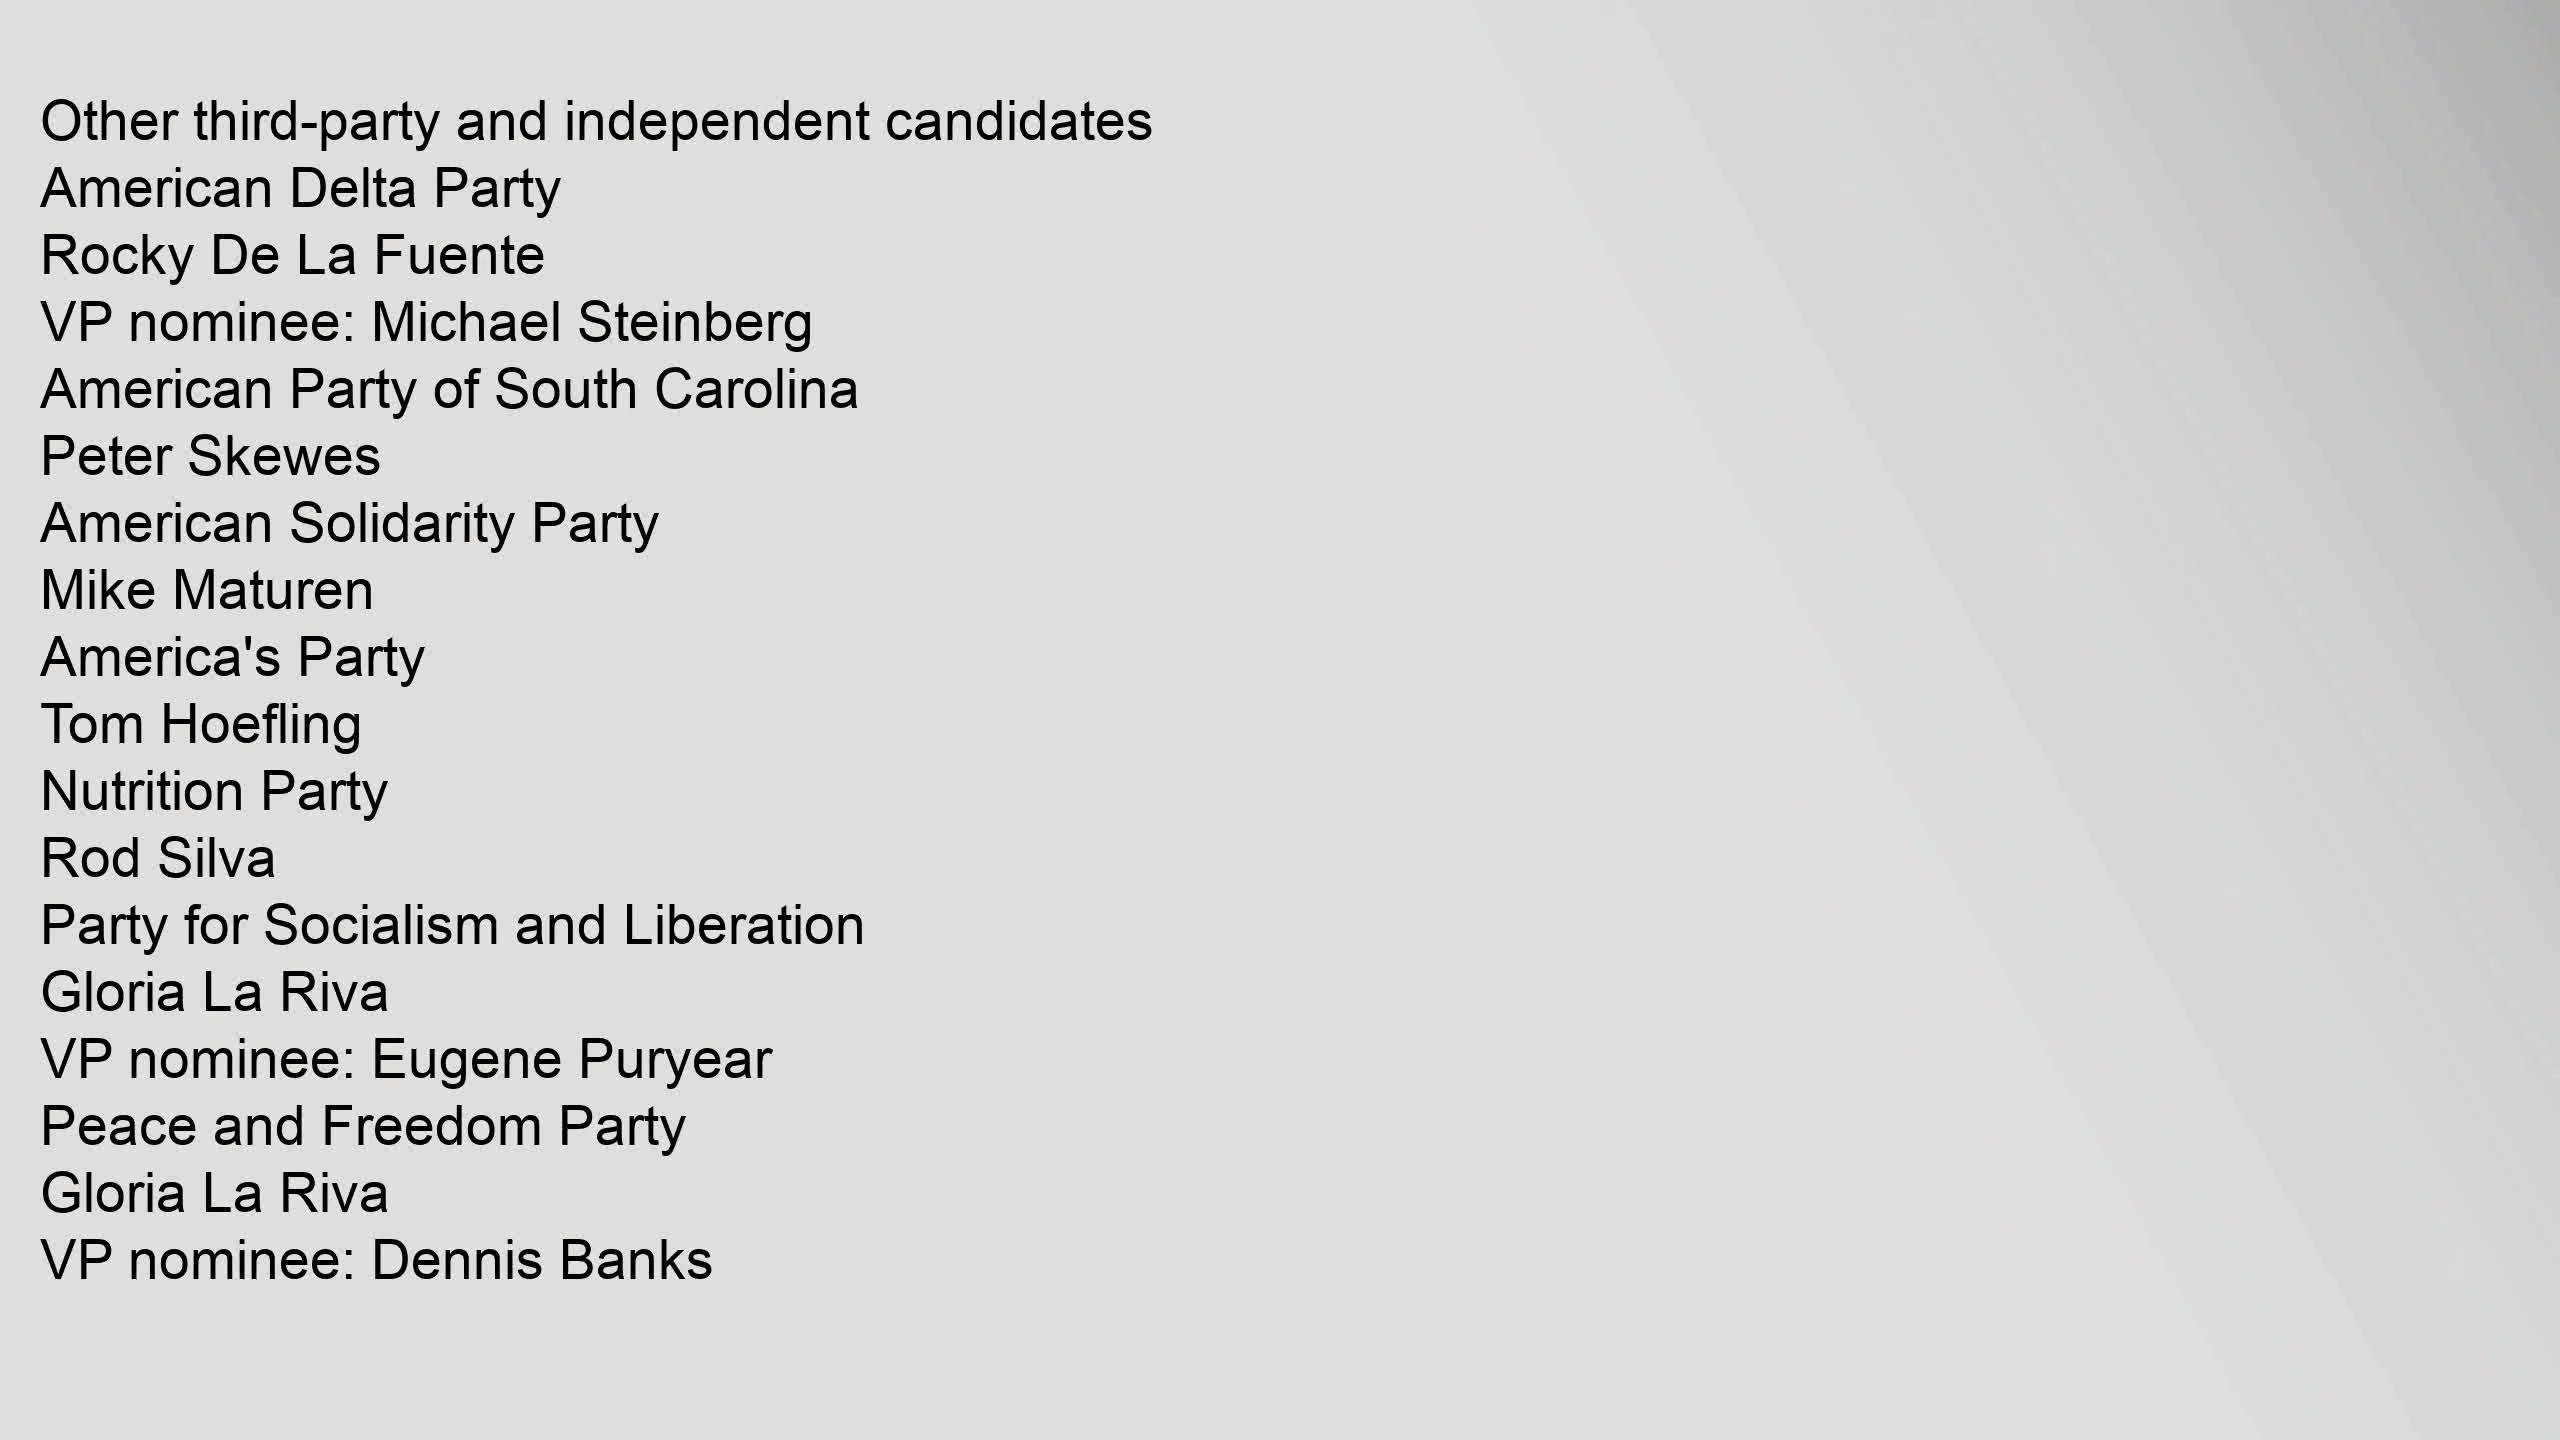 Other third-party and independent candidates
American Delta Party
Rocky De La Fuente
VP nominee: Michael Steinberg
American Party of South Carolina
Peter Skewes
American Solidarity Party
Mike Maturen
America's Party
Tom Hoefling
Nutrition Party
Rod Silva
Party for Socialism and Liberation
Gloria La Riva
VP nominee: Eugene Puryear
Peace and Freedom Party
Gloria La Riva
VP nominee: Dennis Banks